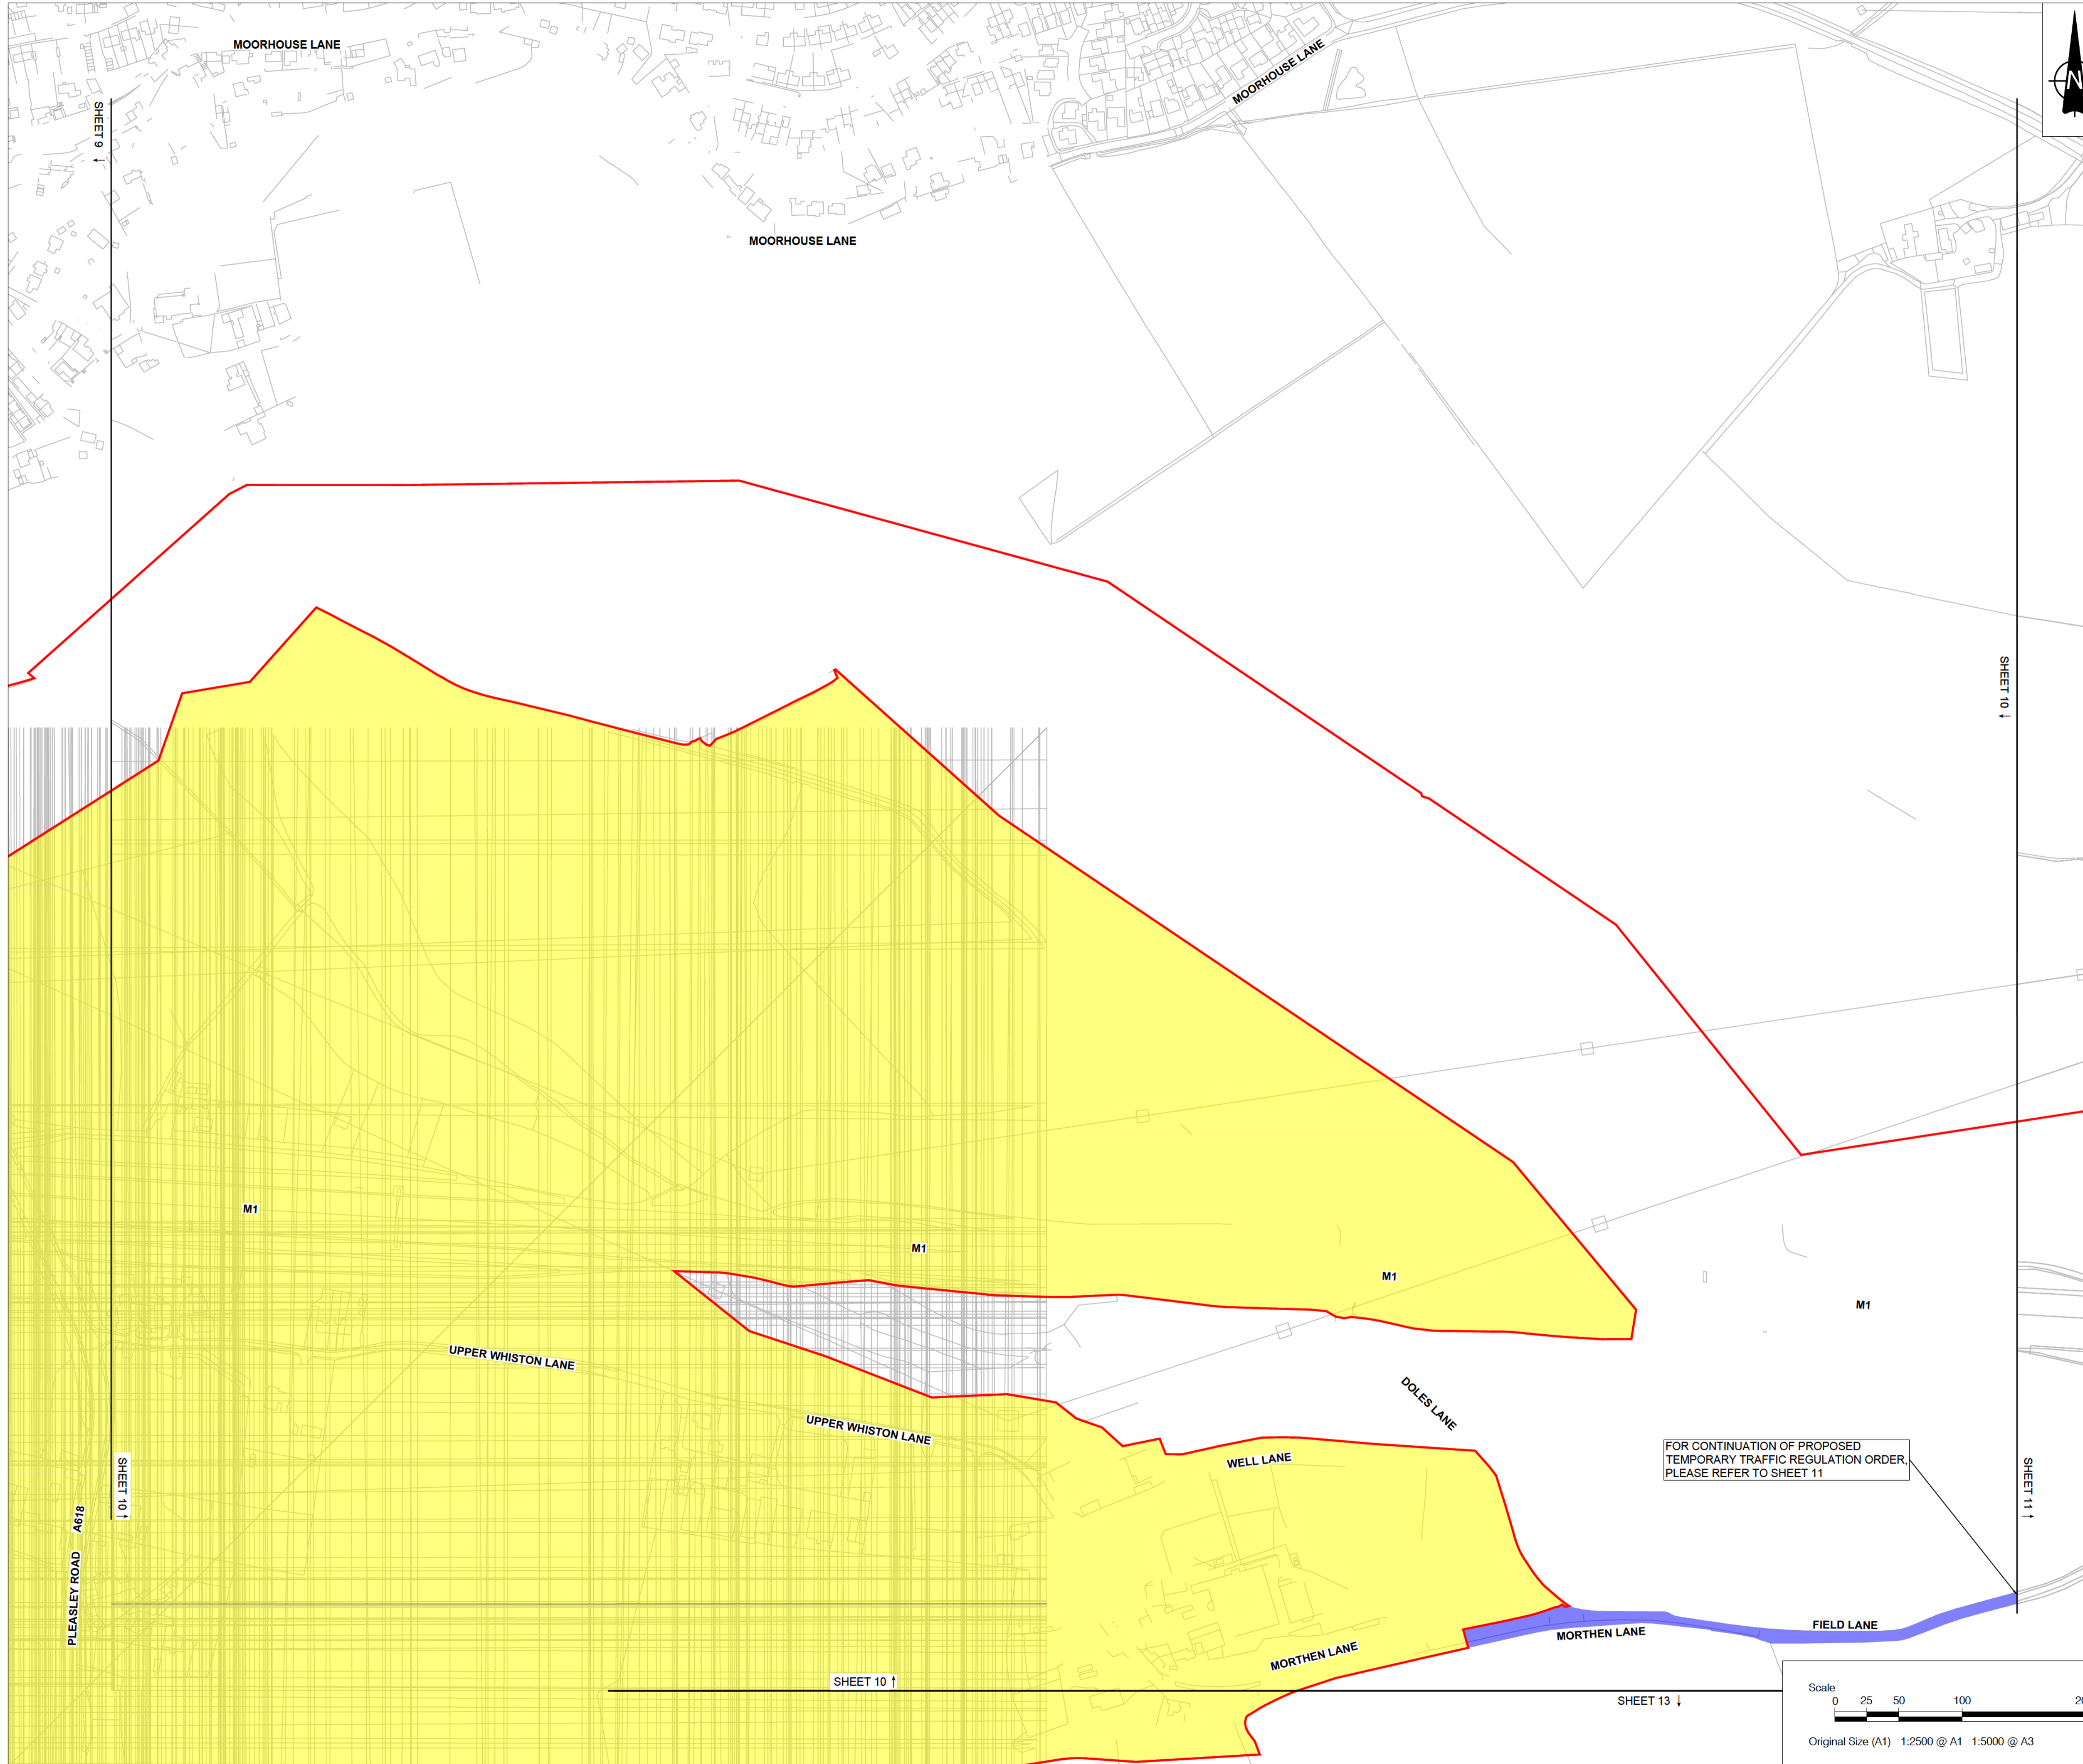 MOORHOUSE LANE
MOORHOUSE LANE
N
SHEET 9 ↓
MOORHOUSE LANE
SHEET 10 ↓
M1
M1
M1
M1
UPPER WHISTON LANE
UPPER WHISTON LANE
DOLES LANE
WELL LANE
FOR CONTINUATION OF PROPOSED
TEMPORARY TRAFFIC REGULATION ORDER,
PLEASE REFER TO SHEET 11
SHEET 10 ↑
SHEET 11 ↑
A618
PLEASLEY ROAD
FIELD LANE
MORTHEN LANE
MORTHEN LANE
SHEET 10 ↑
SHEET 13 ↓
Scale
0 25 50 100
Original Size (A1) 1:2500 @ A1 1:5000 @ A3